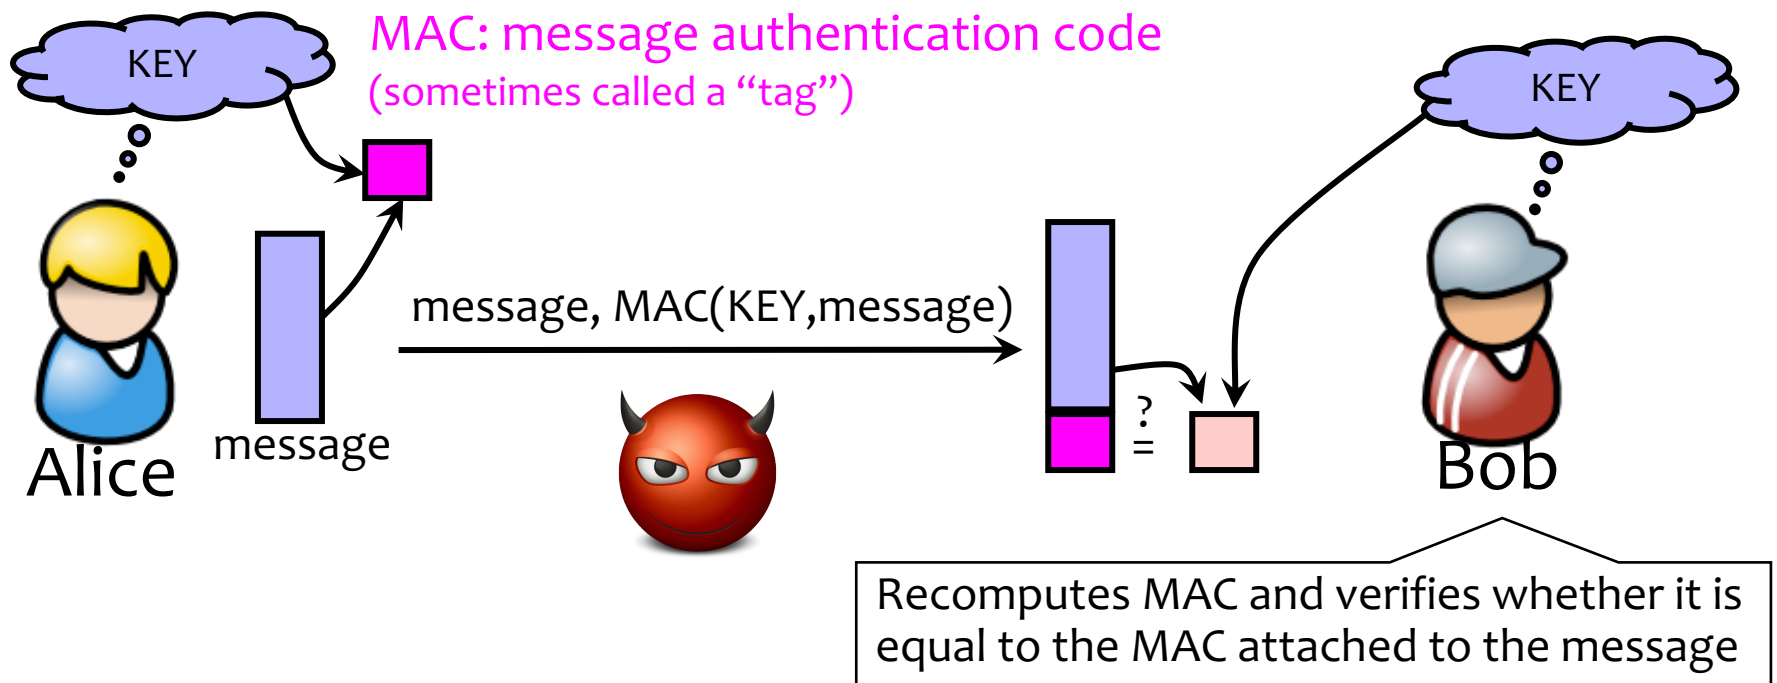 KEY
MAC: message authentication code
(sometimes called a “tag”)
KEY
message, MAC(KEY,message)
?
=
message
Alice
Bob
Recomputes MAC and verifies whether it is
equal to the MAC attached to the message